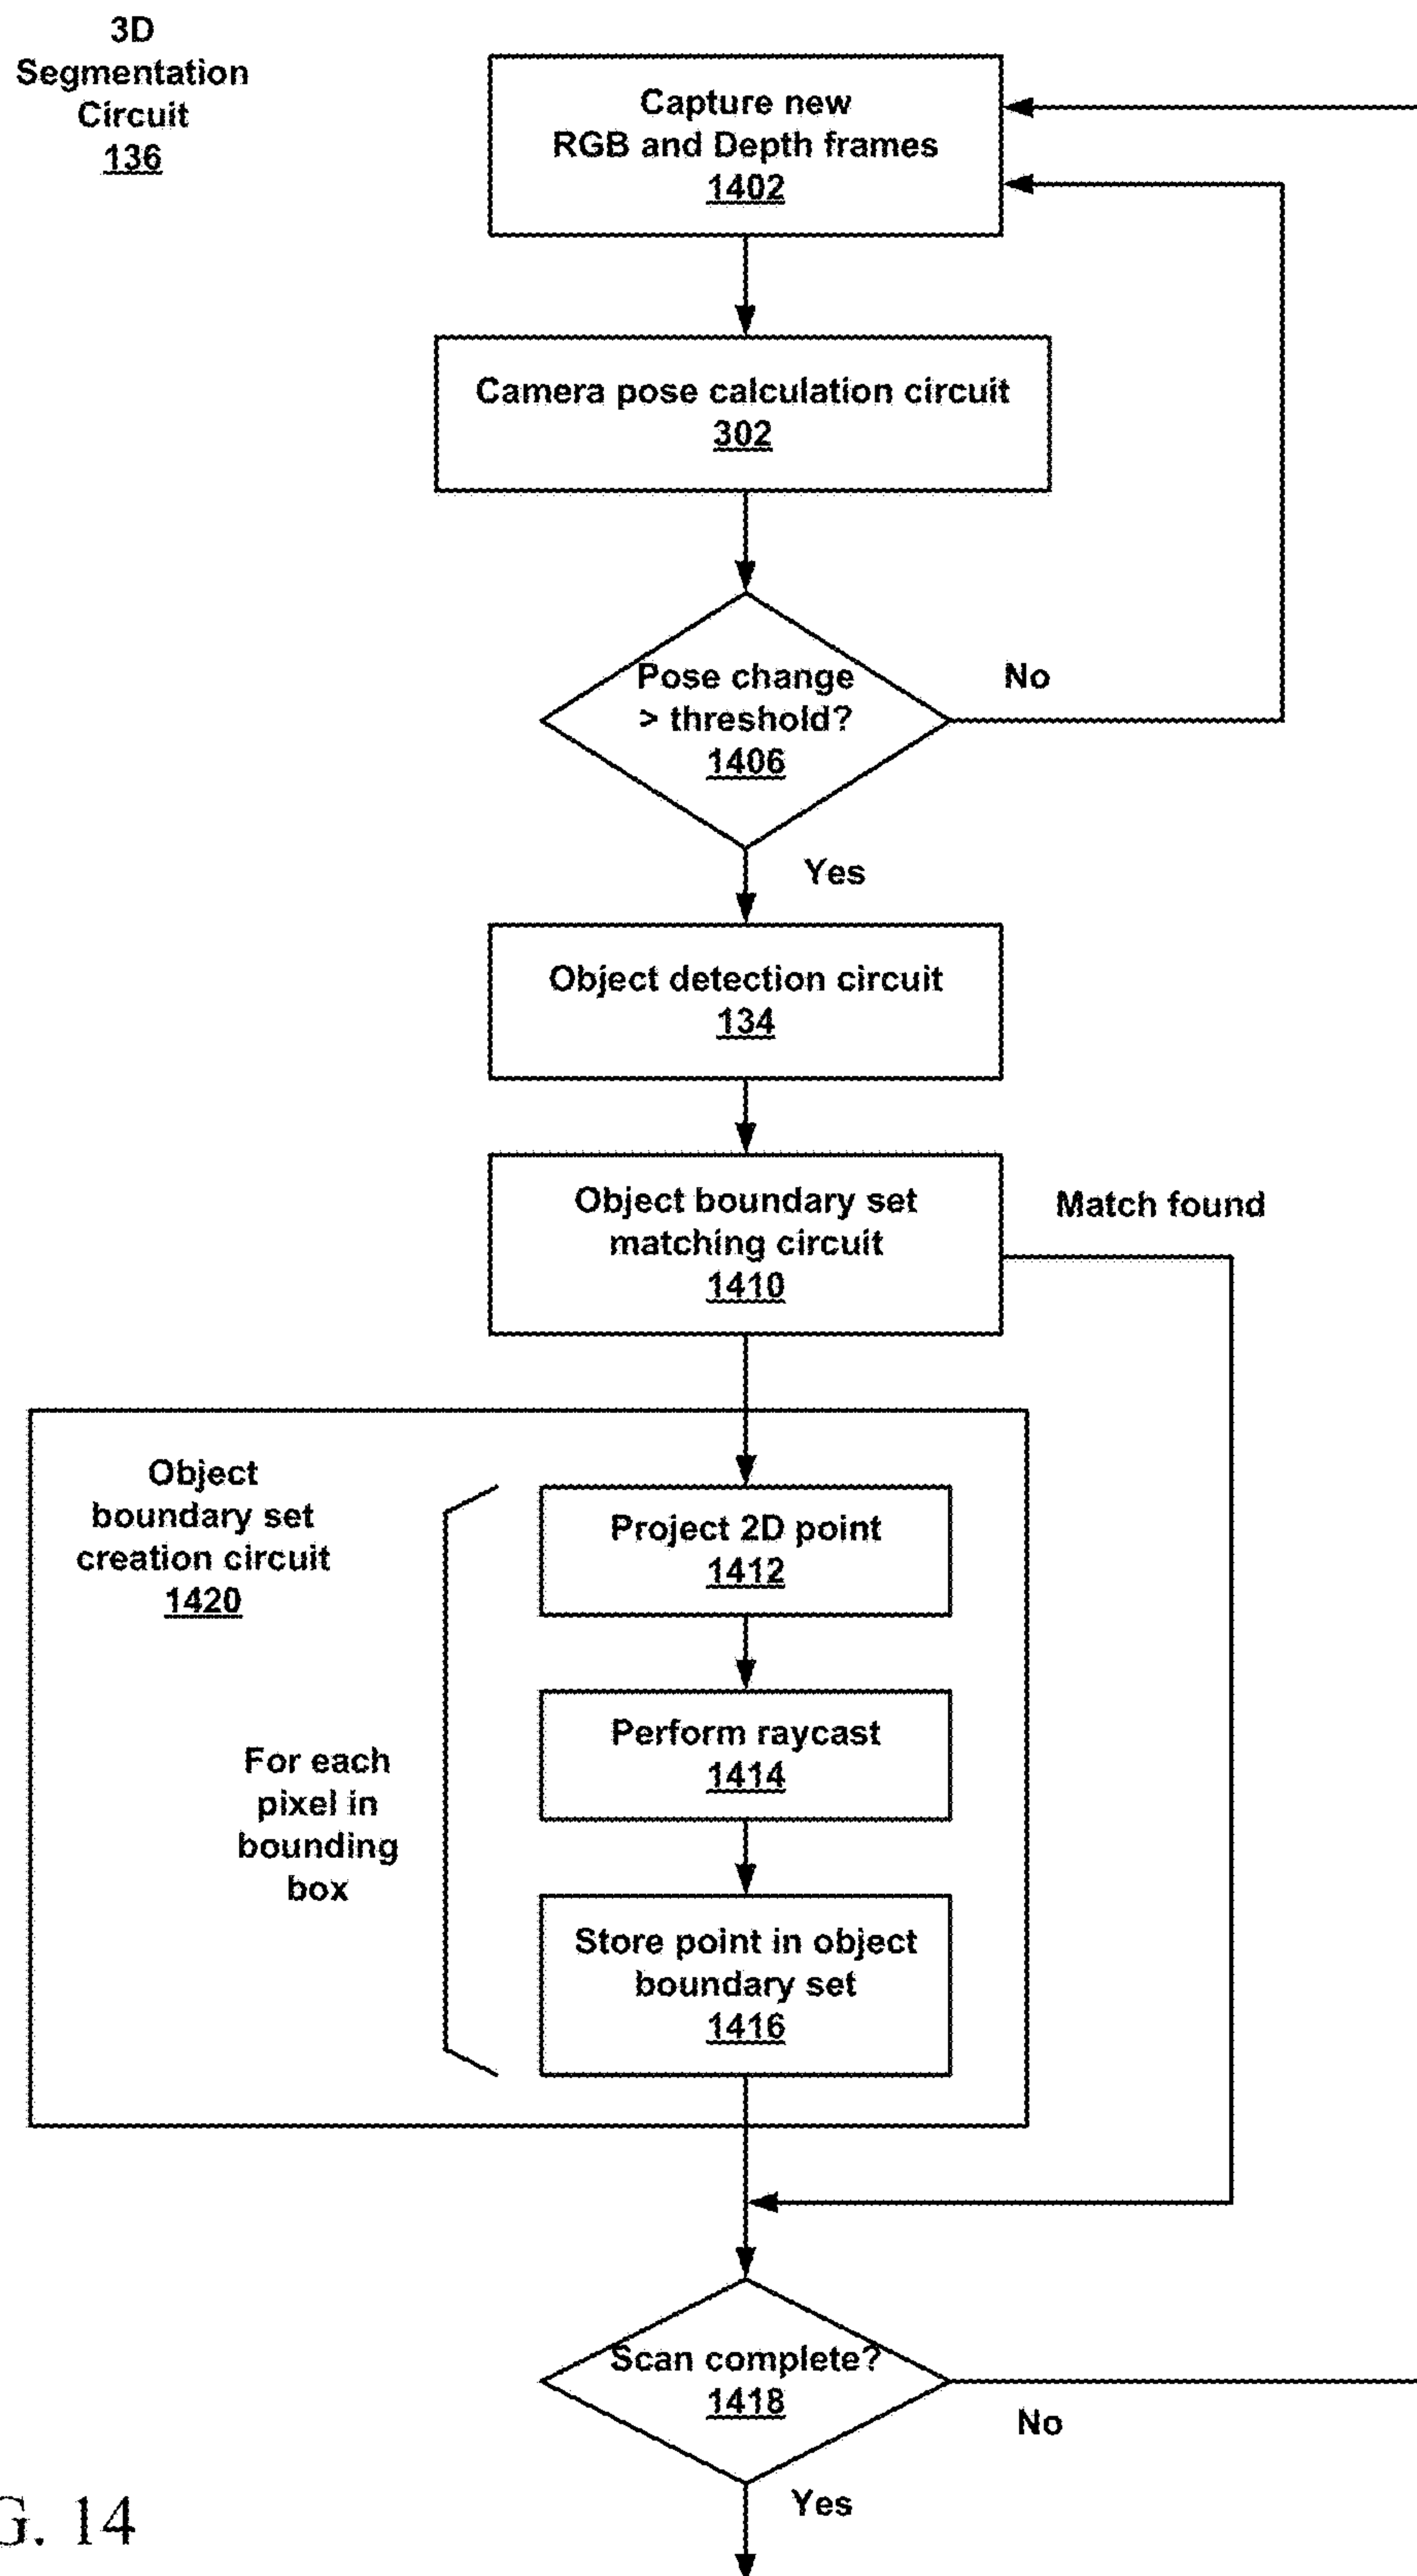 3D
Segmentation
Circuit
136
Capture new
RGB and Depth frames
1402
Camera pose calculation circuit
302
Pose change
> threshold?
1406
No
Yes
Object detection circuit
134
Object boundary set
matching circuit
1410
Match found
Object
boundary set
creation circuit
1420
Project 2D point
1412
For each
pixel in
bounding
box
Perform raycast
1414
Store point in object
boundary set
1416
Scan complete?
1418
No
Yes
G. 14